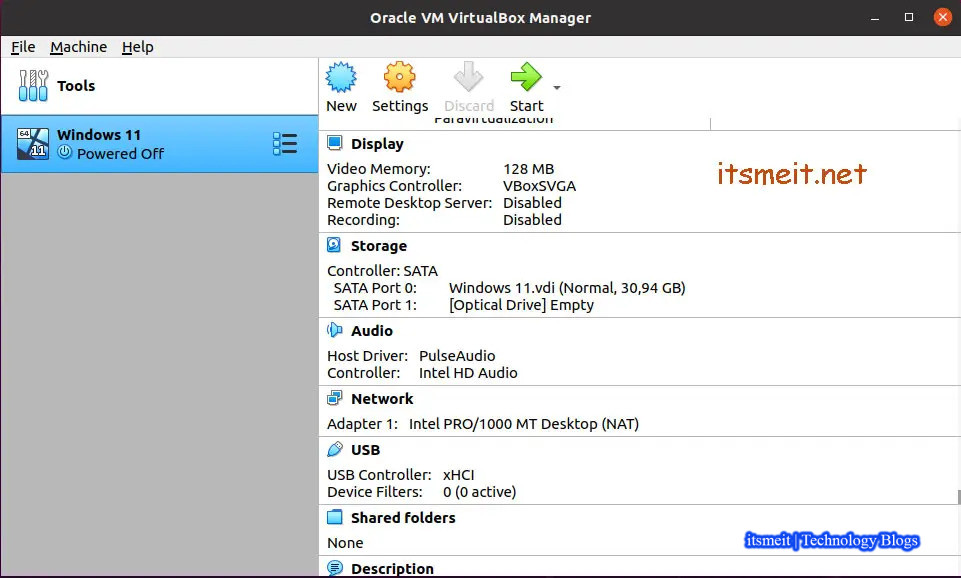 Oracle VM VirtualBox Manager
File Machine Help
Tools
New Settings Discard Start
64 11 Windows 11
Powered Off
Paravirtualization
Display
Video Memory: 128 MB
Graphics Controller: VBoxSVGA
Remote Desktop Server: Disabled
Recording: Disabled
itsmeit.net
Storage
Controller: SATA
SATA Port 0: Windows 11.vdi (Normal, 30,94 GB)
SATA Port 1: [Optical Drive] Empty
Audio
Host Driver: PulseAudio
Controller: Intel HD Audio
Network
Adapter 1: Intel PRO/1000 MT Desktop (NAT)
USB
USB Controller: xHCI
Device Filters: 0 (0 active)
Shared folders
None
itsmeit | Technology Blogs
Description